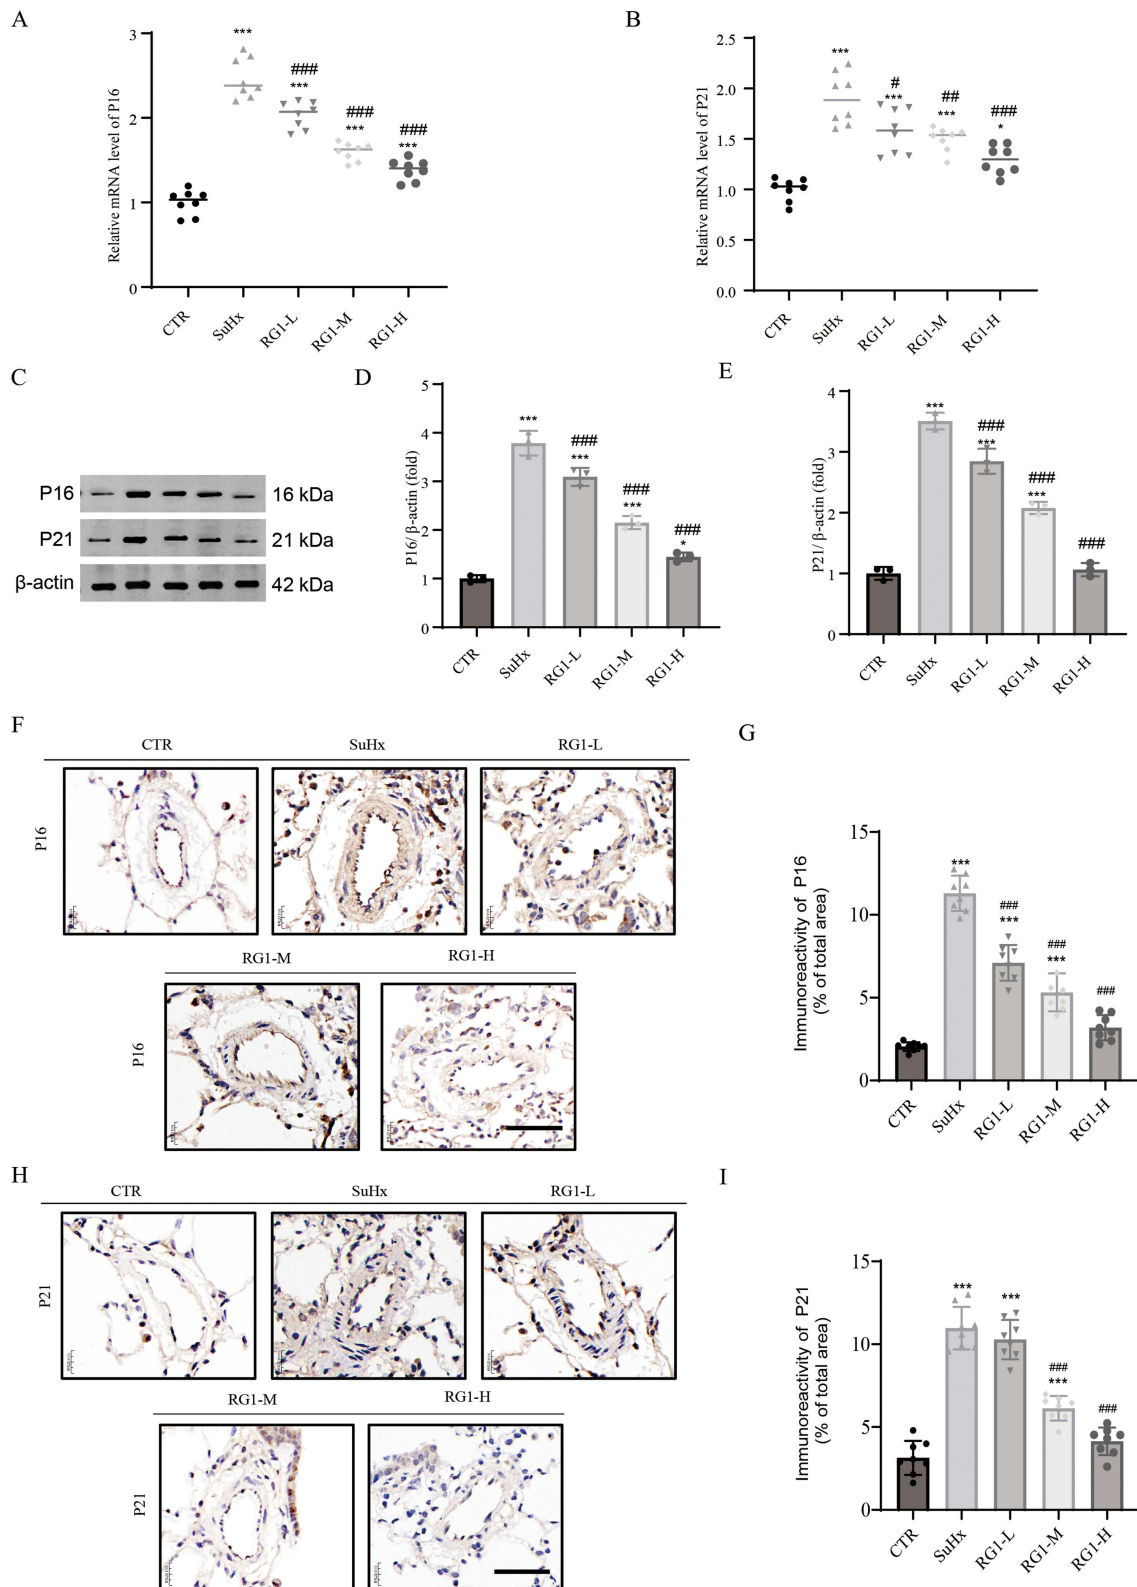 A
Relative mRNA level of P16
3
2
1
0
***
###
***
###
***
###
***
CTR
SuHx
RG1-L
RG1-M
RG1-H
B
Relative mRNA level of P21
2.5
2.0
1.5
1.0
0.5
0.0
***
#
***
##
***
###
*
CTR
SuHx
RG1-L
RG1-M
RG1-H
C
P16
16 kDa
P21
21 kDa
β-actin
42 kDa
D
P16/ β-actin (fold)
5
4
3
2
1
0
***
###
***
###
***
###
*
CTR
SuHx
RG1-L
RG1-M
RG1-H
E
P21/ β-actin (fold)
4
3
2
1
0
***
###
***
###
***
###
CTR
SuHx
RG1-L
RG1-M
RG1-H
F
CTR
SuHx
RG1-L
P16
RG1-M
RG1-H
P16
G
Immunoreactivity of P16
(% of total area)
15
10
5
0
***
###
***
###
***
###
CTR
SuHx
RG1-L
RG1-M
RG1-H
H
CTR
SuHx
RG1-L
P21
RG1-M
RG1-H
P21
I
Immunoreactivity of P21
(% of total area)
15
10
5
0
***
***
###
***
###
CTR
SuHx
RG1-L
RG1-M
RG1-H